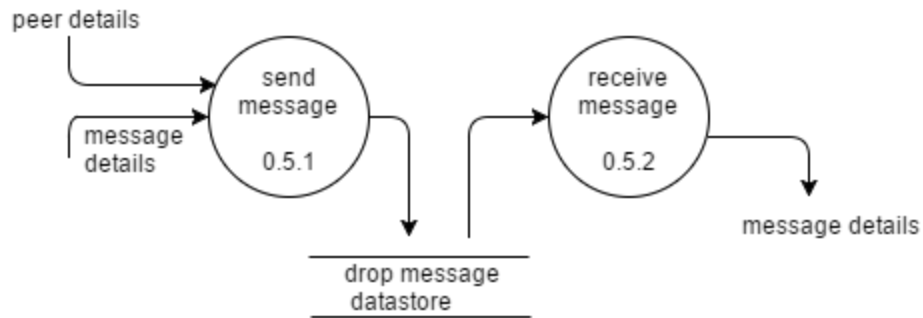 peer details
send
message
0.5.1
message
details
receive
message
0.5.2
message details
drop message
datastore